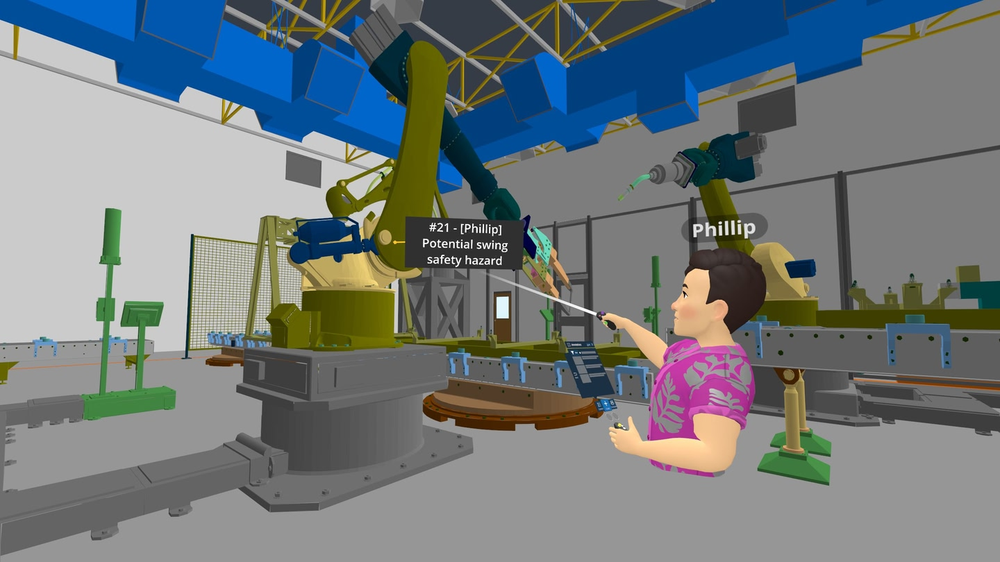 #21 - [Phillip]
Potential swing
safety hazard
Phillip